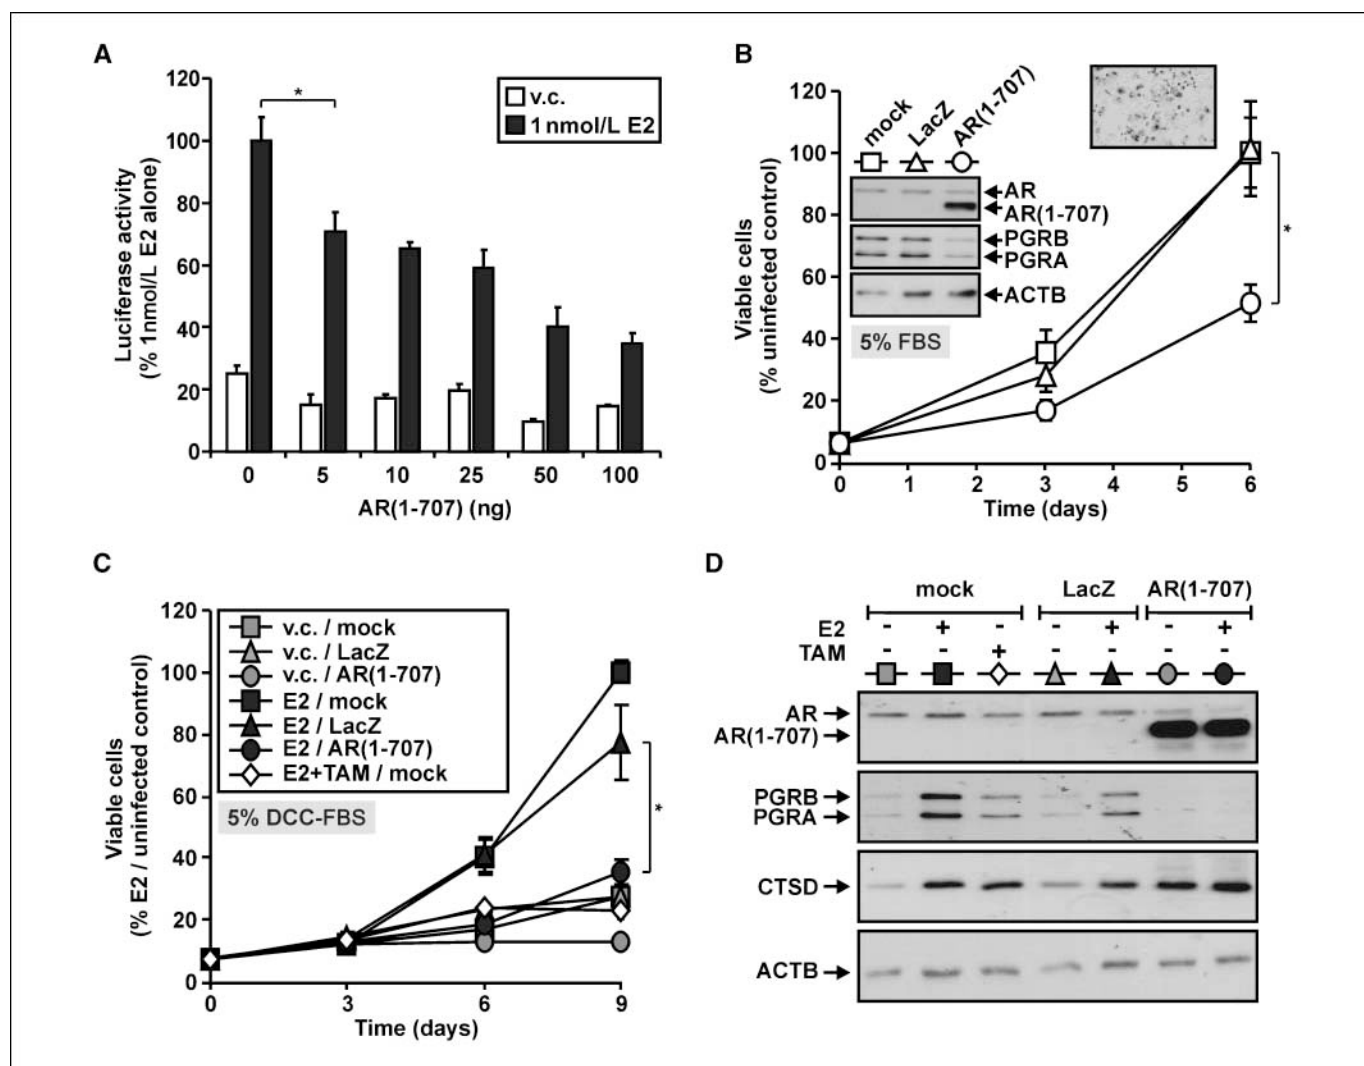 A
120
100
80
60
40
20
0
Luciferase activity
(% 1nmol/L E2 alone)
*
v.c.
1 nmol/L E2
0 5 10 25 50 100
AR(1-707) (ng)
B
120
100
80
60
40
20
0
Viable cells
(% uninfected control)
mock
LacZ
AR(1-707)
AR
AR(1-707)
PGRB
PGRA
ACTB
5% FBS
*
0 1 2 3 4 5 6
Time (days)
C
120
100
80
60
40
20
0
Viable cells
(% E2 / uninfected control)
v.c. / mock
v.c. / LacZ
v.c. / AR(1-707)
E2 / mock
E2 / LacZ
E2 / AR(1-707)
E2+TAM / mock
5% DCC-FBS
*
0 3 6 9
Time (days)
D
mock LacZ AR(1-707)
E2 - + - - + - +
TAM - - + - - - -
AR
AR(1-707)
PGRB
PGRA
CTSD
ACTB